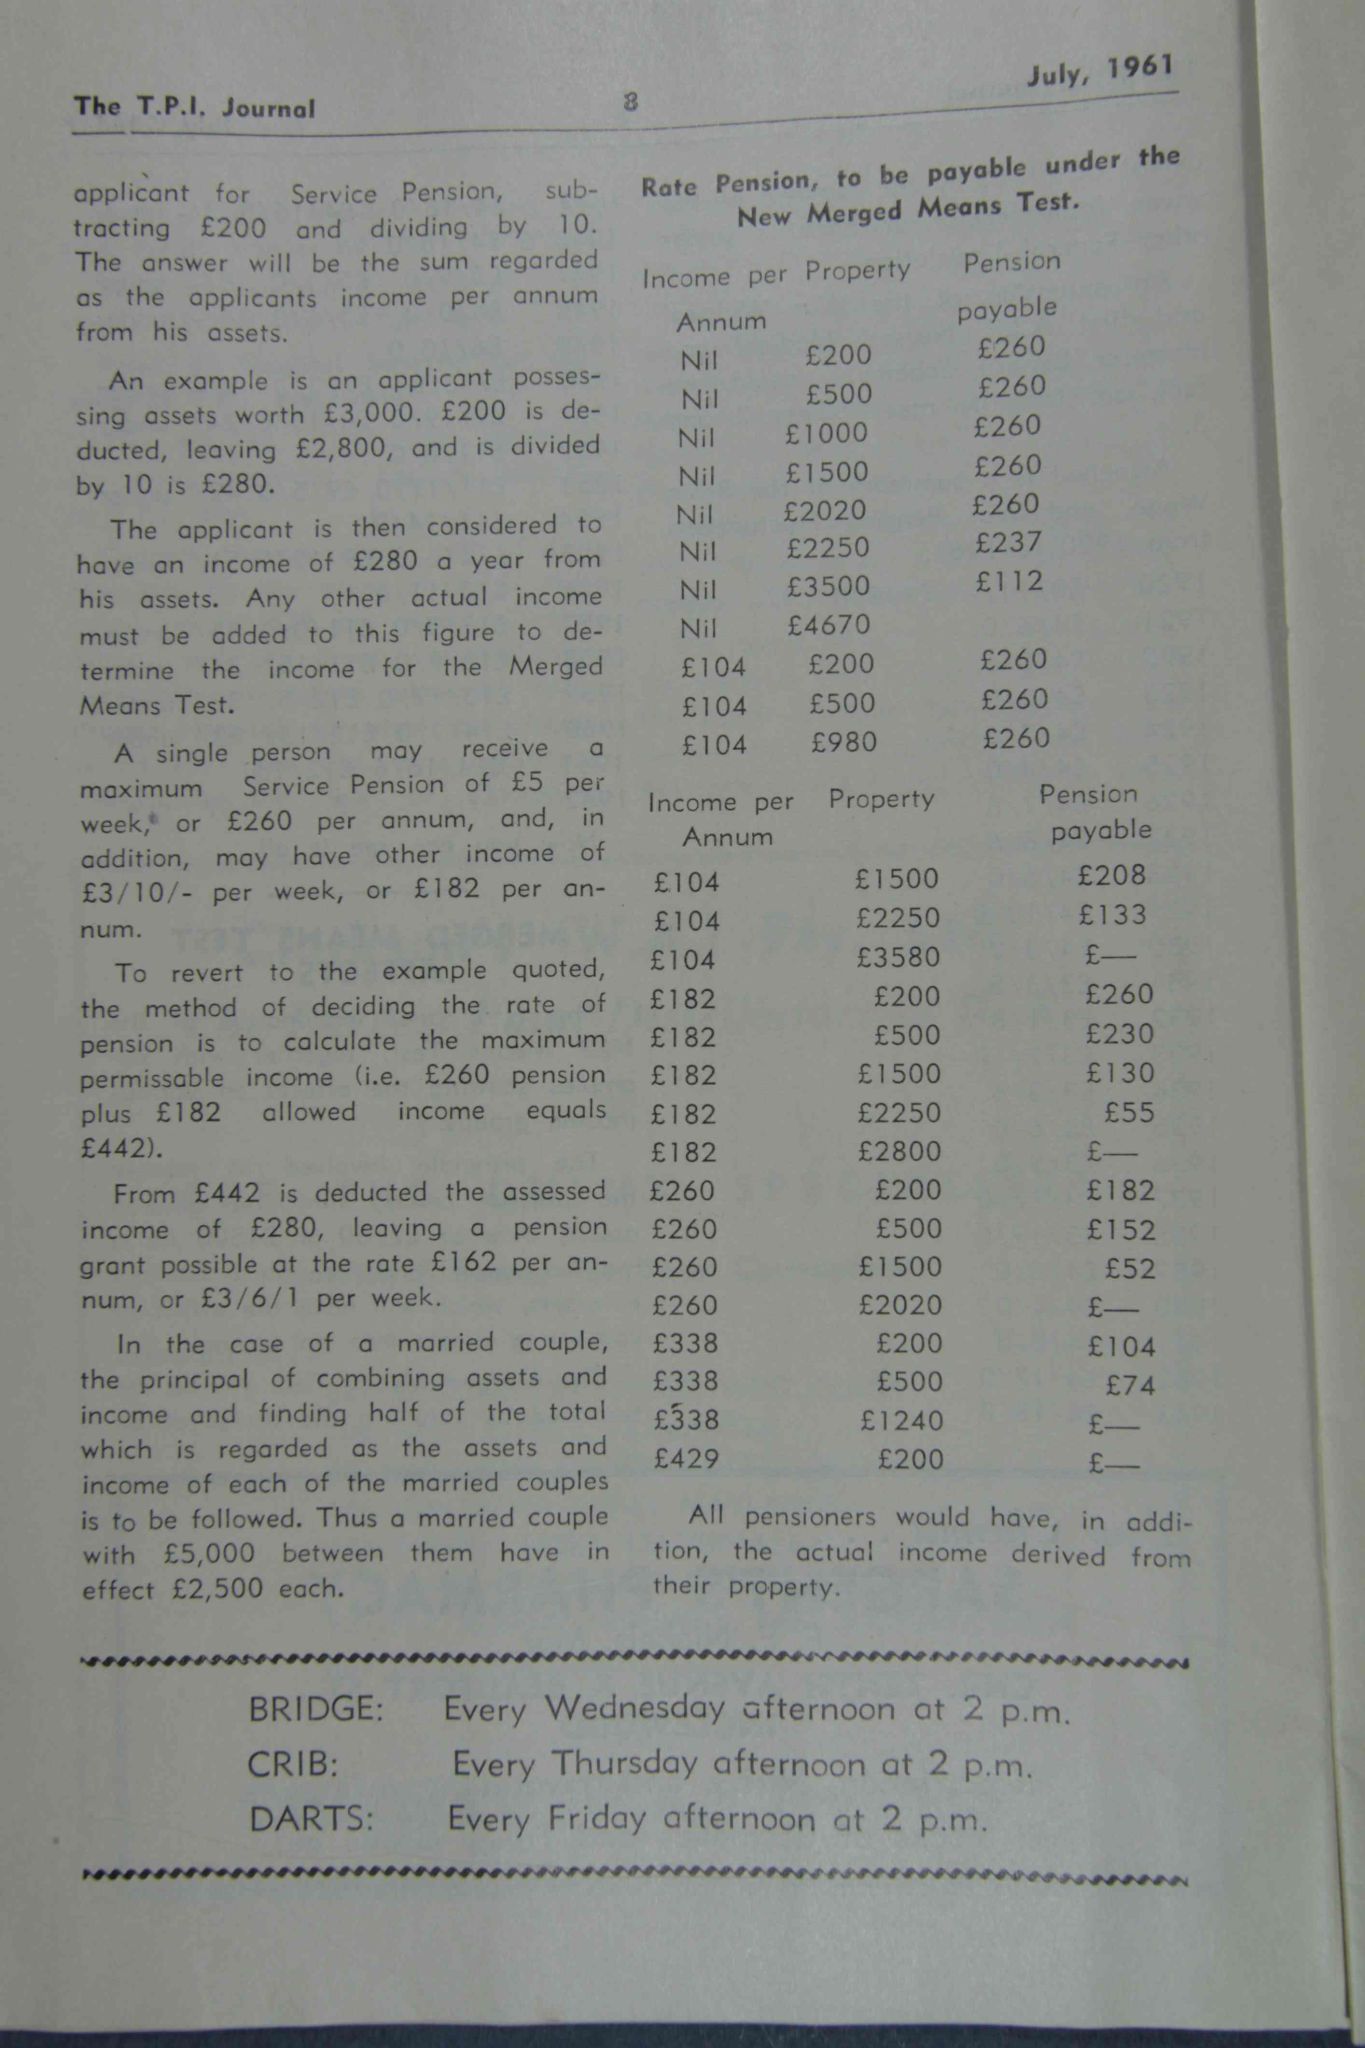 The T.P.I. Journal 8 July, 1961
applicant for Service Pension, sub-
tracting £200 and dividing by 10.
The answer will be the sum regarded
as the applicants income per annum
from his assets.
An example is an applicant posses-
sing assets worth £3,000. £200 is de-
ducted, leaving £2,800, and is divided
by 10 is £280.
The applicant is then considered to
have an income of £280 a year from
his assets. Any other actual income
must be added to this figure to de-
termine the income for the Merged
Means Test.
A single person may receive a
maximum Service Pension of £5 per
week, or £260 per annum, and, in
addition, may have other income of
£3/10/- per week, or £182 per an-
num.
To revert to the example quoted,
the method of deciding the rate of
pension is to calculate the maximum
permissable income (i.e. £260 pension
plus £182 allowed income equals
£442).
From £442 is deducted the assessed
income of £280, leaving a pension
grant possible at the rate £162 per an-
num, or £3/6/1 per week.
In the case of a married couple,
the principal of combining assets and
income and finding half of the total
which is regarded as the assets and
income of each of the married couples
is to be followed. Thus a married couple
with £5,000 between them have in
effect £2,500 each.
Rate Pension, to be payable under the
New Merged Means Test.
Income per Property Pension
Annum payable
Nil £200 £260
Nil £500 £260
Nil £1000 £260
Nil £1500 £260
Nil £2020 £260
Nil £2250 £237
Nil £3500 £112
Nil £4670
£104 £200 £260
£104 £500 £260
£104 £980 £260
Income per Property Pension
Annum payable
£104 £1500 £208
£104 £2250 £133
£104 £3580 £—
£182 £200 £260
£182 £500 £230
£182 £1500 £130
£182 £2250 £55
£182 £2800 £—
£260 £200 £182
£260 £500 £152
£260 £1500 £52
£260 £2020 £—
£338 £200 £104
£338 £500 £74
£338 £1240 £—
£429 £200 £—
All pensioners would have, in addi-
tion, the actual income derived from
their property.
BRIDGE: Every Wednesday afternoon at 2 p.m.
CRIB: Every Thursday afternoon at 2 p.m.
DARTS: Every Friday afternoon at 2 p.m.